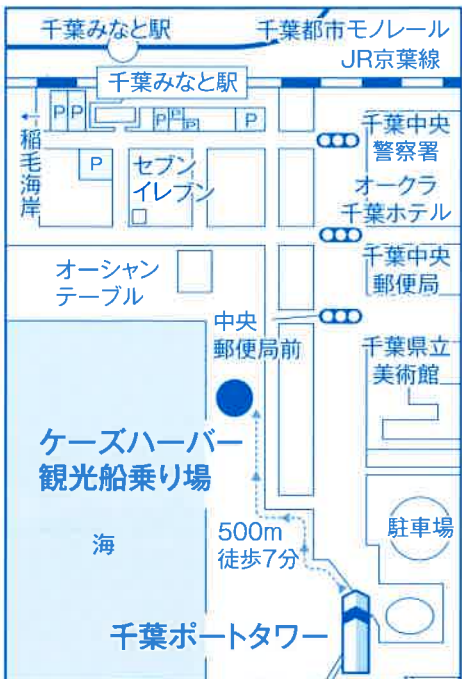 千葉みなと駅
千葉都市モノレール
JR京葉線
千葉みなと駅
P P
P
P
P
P
P
←
稲毛海岸
セブン
イレブン
千葉中央
警察署
オークラ
千葉ホテル
千葉中央
郵便局
オーシャン
テーブル
中央
郵便局前
千葉県立
美術館
ケーズハーバー
観光船乗り場
海
500m
徒歩7分
駐車場
千葉ポートタワー